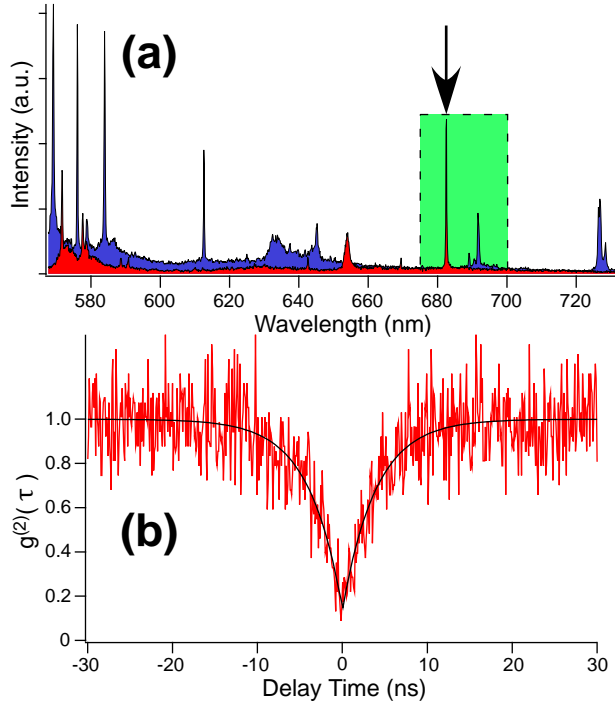 (a)
Intensity (a.u.)
580 600 620 640 660 680 700 720
Wavelength (nm)
1.0
0.8
0.6
0.4
0.2
0
g(2)( τ )
(b)
-30 -20 -10 0 10 20 30
Delay Time (ns)